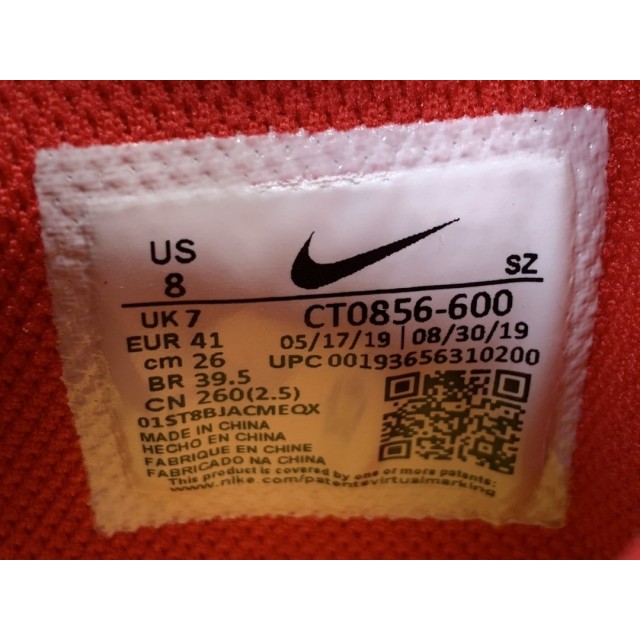 US
8
SZ
UK 7
CT0856-600
EUR 41
05/17/19 | 08/30/19
cm 26
UPC 00193656310200
BR 39.5
CN 260(2.5)
01ST8BJACMEQX
MADE IN CHINA
HECHO EN CHINA
FABRIQUE EN CHINE
FABRICADO NA CHINA
This product is covered by one or more patents:
www.nike.com/patentsvirtualmarking